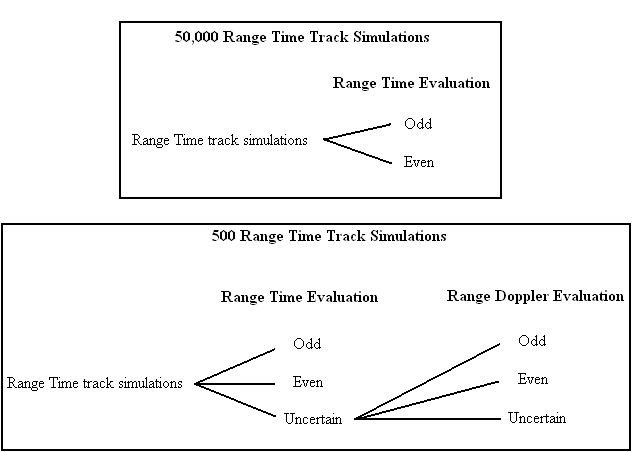 50,000 Range Time Track Simulations
Range Time Evaluation
Range Time track simulations
Odd
Even
500 Range Time Track Simulations
Range Time Evaluation
Range Doppler Evaluation
Range Time track simulations
Odd
Even
Uncertain
Odd
Even
Uncertain